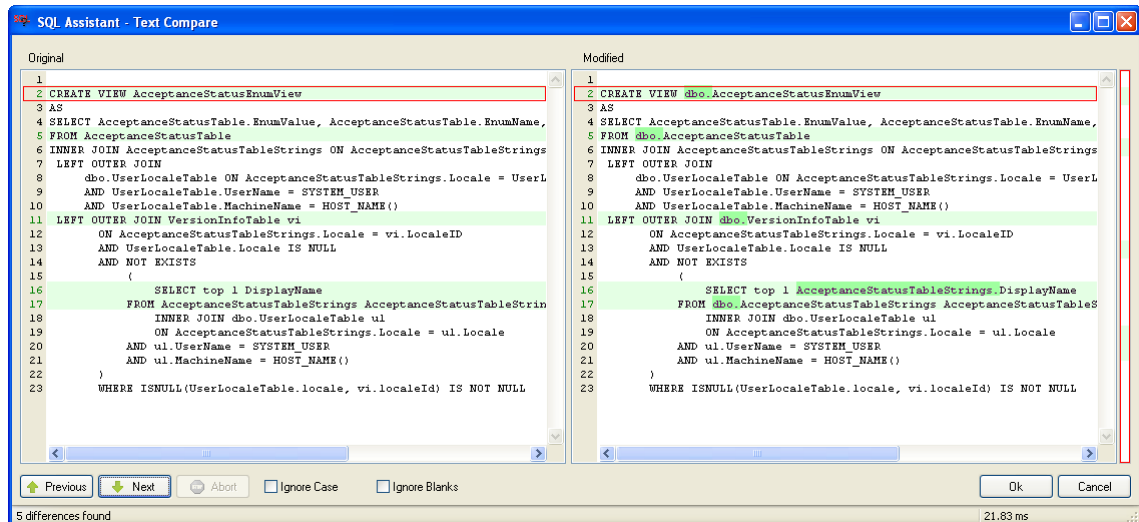 SQL Assistant - Text Compare
Original
1
2 CREATE VIEW AcceptanceStatusEnumView
3 AS
4 SELECT AcceptanceStatusTable.EnumValue, AcceptanceStatusTable.EnumName,
5 FROM AcceptanceStatusTable
6 INNER JOIN AcceptanceStatusTableStrings ON AcceptanceStatusTableStrings
7 LEFT OUTER JOIN
8 dbo.UserLocaleTable ON AcceptanceStatusTableStrings.Locale = UserL
9 AND UserLocaleTable.UserName = SYSTEM_USER
10 AND UserLocaleTable.MachineName = HOST_NAME()
11 LEFT OUTER JOIN VersionInfoTable vi
12 ON AcceptanceStatusTableStrings.Locale = vi.LocaleID
13 AND UserLocaleTable.Locale IS NULL
14 AND NOT EXISTS
15 (
16 SELECT top 1 DisplayName
17 FROM AcceptanceStatusTableStrings AcceptanceStatusTableStrin
18 INNER JOIN dbo.UserLocaleTable ul
19 ON AcceptanceStatusTableStrings.Locale = ul.Locale
20 AND ul.UserName = SYSTEM_USER
21 AND ul.MachineName = HOST_NAME()
22 )
23 WHERE ISNULL(UserLocaleTable.locale, vi.localeId) IS NOT NULL
Modified
1
2 CREATE VIEW dbo.AcceptanceStatusEnumView
3 AS
4 SELECT AcceptanceStatusTable.EnumValue, AcceptanceStatusTable.EnumName,
5 FROM dbo.AcceptanceStatusTable
6 INNER JOIN AcceptanceStatusTableStrings ON AcceptanceStatusTableStrings
7 LEFT OUTER JOIN
8 dbo.UserLocaleTable ON AcceptanceStatusTableStrings.Locale = UserL
9 AND UserLocaleTable.UserName = SYSTEM_USER
10 AND UserLocaleTable.MachineName = HOST_NAME()
11 LEFT OUTER JOIN dbo.VersionInfoTable vi
12 ON AcceptanceStatusTableStrings.Locale = vi.LocaleID
13 AND UserLocaleTable.Locale IS NULL
14 AND NOT EXISTS
15 (
16 SELECT top 1 AcceptanceStatusTableStrings.DisplayName
17 FROM dbo.AcceptanceStatusTableStrings AcceptanceStatusTableS
18 INNER JOIN dbo.UserLocaleTable ul
19 ON AcceptanceStatusTableStrings.Locale = ul.Locale
20 AND ul.UserName = SYSTEM_USER
21 AND ul.MachineName = HOST_NAME()
22 )
23 WHERE ISNULL(UserLocaleTable.locale, vi.localeId) IS NOT NULL
Previous Next Abort Ignore Case Ignore Blanks Ok Cancel
5 differences found 21.83 ms